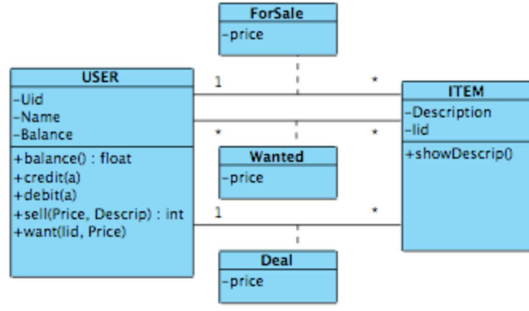 ForSale
-price
USER
-Uid
-Name
-Balance
+balance() : float
+credit(a)
+debit(a)
+sell(Price, Descrip) : int
+want(Iid, Price)
1
*
*
*
1
*
Wanted
-price
Deal
-price
ITEM
-Description
-Iid
+showDescrip()